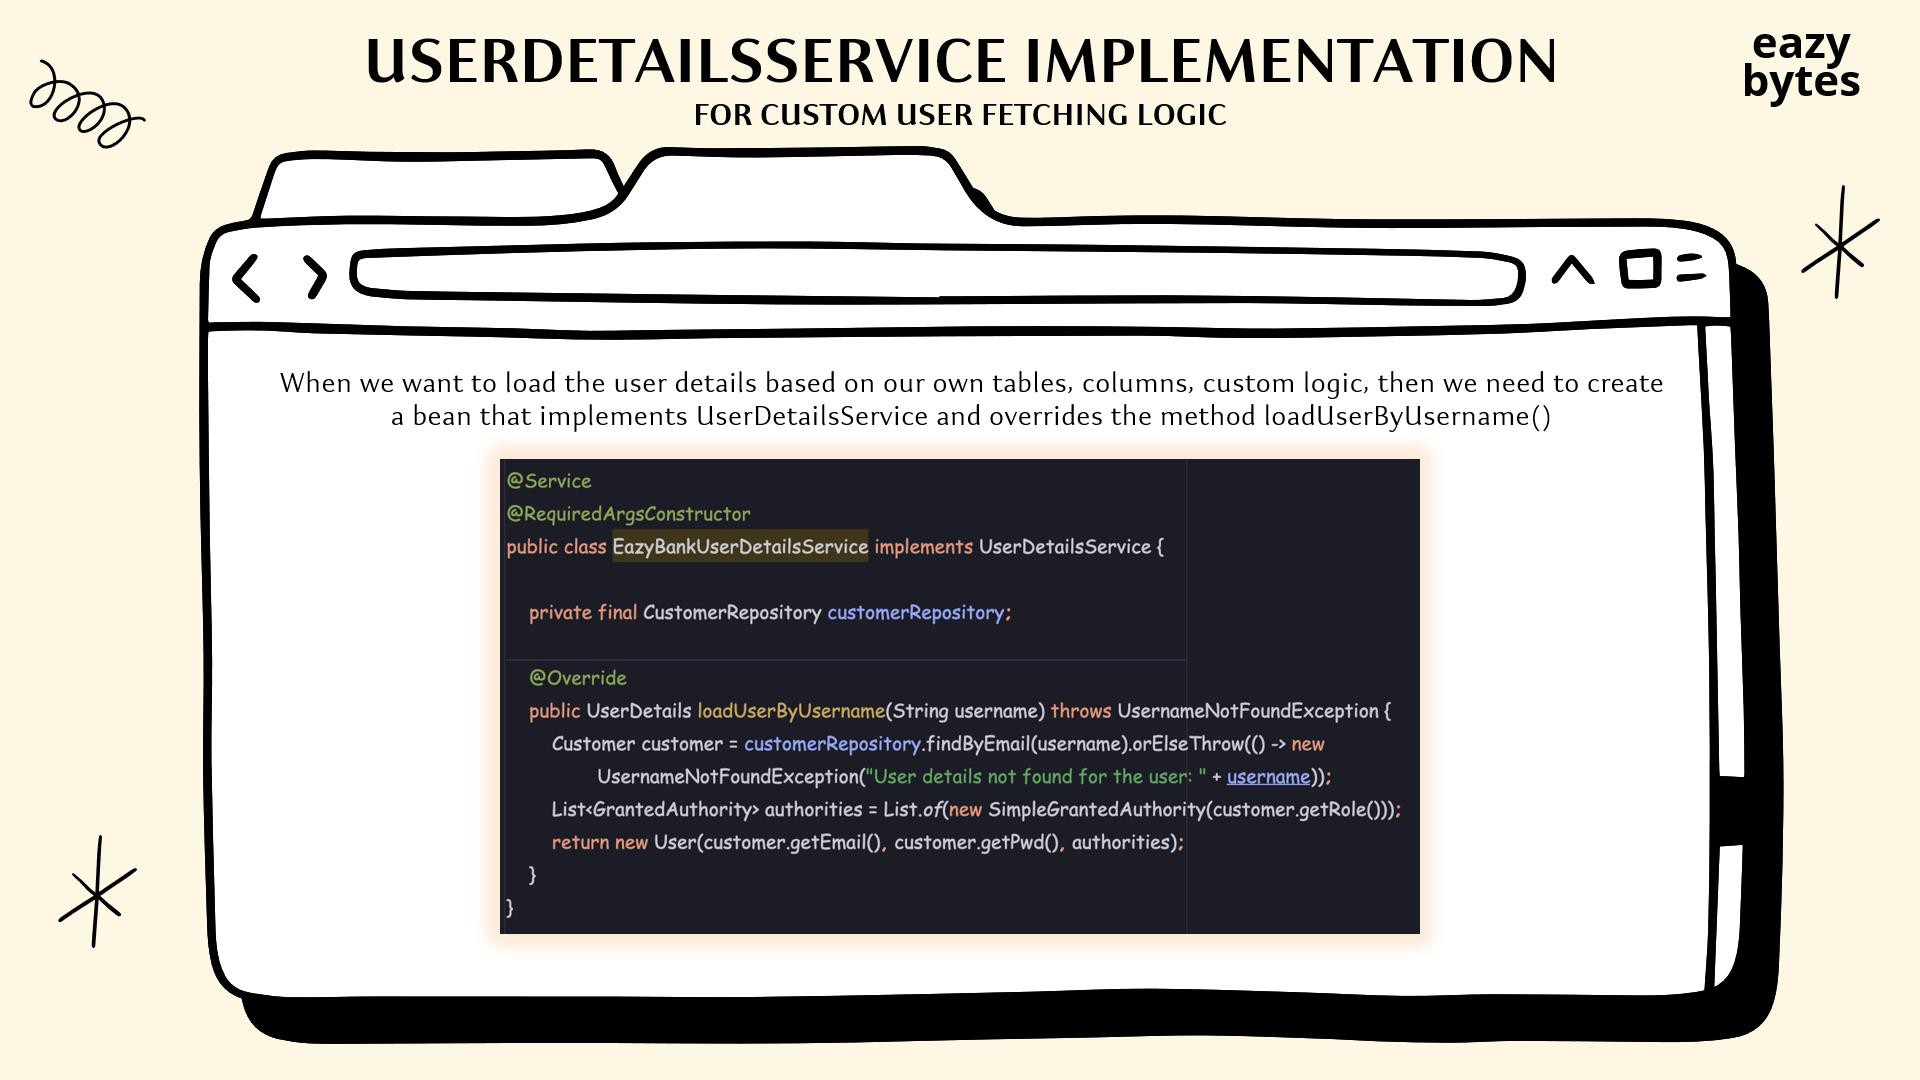 USERDETAILSSERVICE IMPLEMENTATION
FOR CUSTOM USER FETCHING LOGIC
eazy
bytes
When we want to load the user details based on our own tables, columns, custom logic, then we need to create
a bean that implements UserDetailsService and overrides the method loadUserByUsername()
@Service
@RequiredArgsConstructor
public class EazyBankUserDetailsService implements UserDetailsService {
private final CustomerRepository customerRepository;
@Override
public UserDetails loadUserByUsername(String username) throws UsernameNotFoundException {
Customer customer = customerRepository.findByEmail(username).orElseThrow(() -> new
UsernameNotFoundException("User details not found for the user: " + username));
List<GrantedAuthority> authorities = List.of(new SimpleGrantedAuthority(customer.getRole()));
return new User(customer.getEmail(), customer.getPwd(), authorities);
}
}